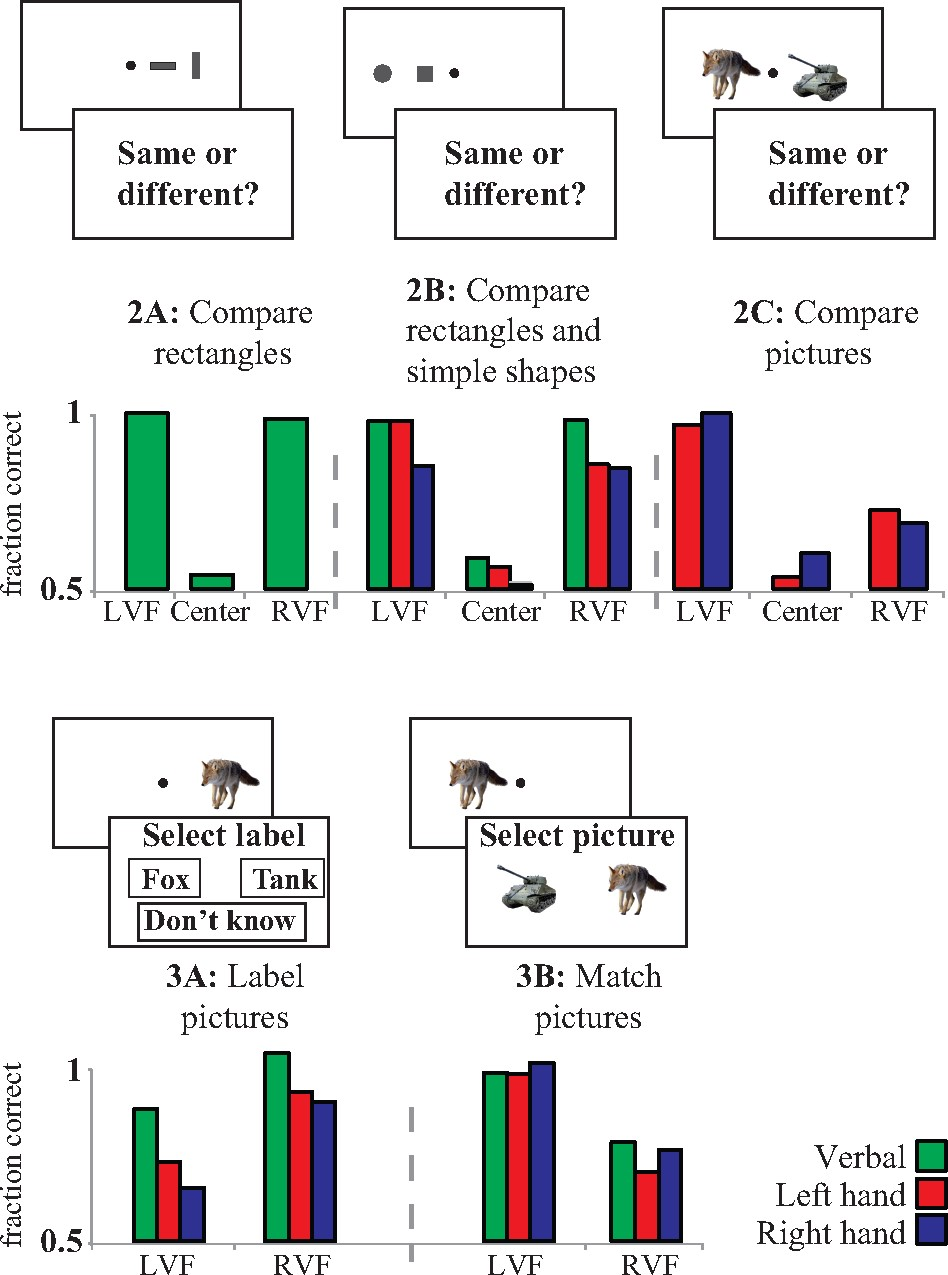 Same or
different?
Same or
different?
Same or
different?
2A: Compare
rectangles
2B: Compare
rectangles and
simple shapes
2C: Compare
pictures
fraction correct
1
0.5
LVF Center RVF LVF Center RVF LVF Center RVF
Select label
Fox Tank
Don't know
Select picture
3A: Label
pictures
3B: Match
pictures
fraction correct
1
0.5
LVF RVF LVF RVF
Verbal
Left hand
Right hand